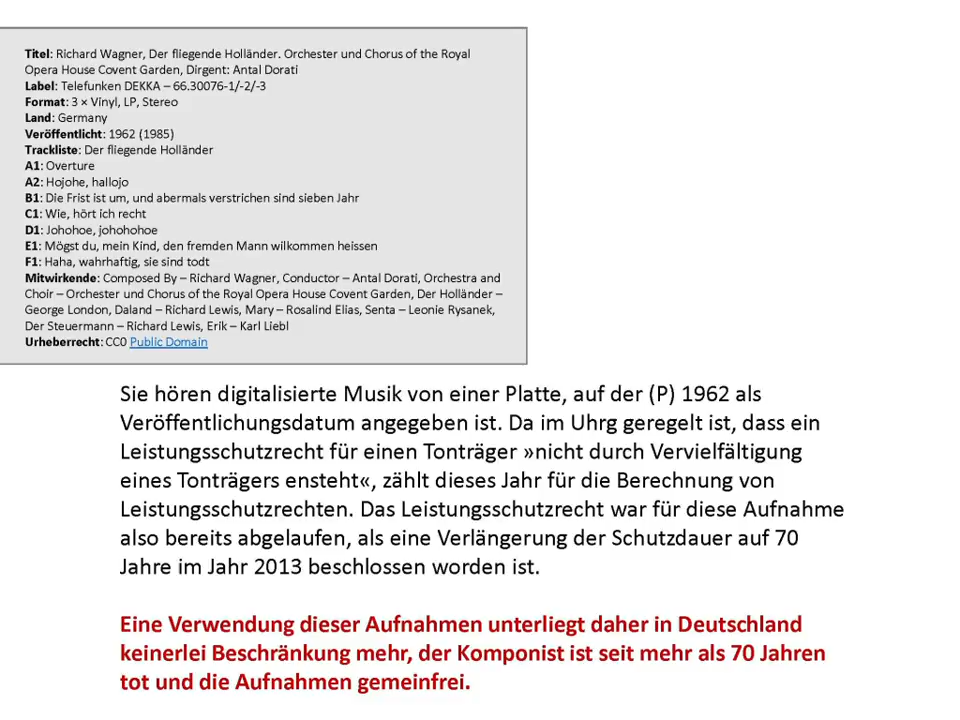 Titel: Richard Wagner, Der fliegende Holländer. Orchester und Chorus of the Royal
Opera House Covent Garden, Dirgent: Antal Dorati
Label: Telefunken DEKKA – 66.30076-1/-2/-3
Format: 3 × Vinyl, LP, Stereo
Land: Germany
Veröffentlicht: 1962 (1985)
Trackliste: Der fliegende Holländer
A1: Overture
A2: Hojohe, hallojo
B1: Die Frist ist um, und abermals verstrichen sind sieben Jahr
C1: Wie, hört ich recht
D1: Johohoe, johohohoe
E1: Mögst du, mein Kind, den fremden Mann wilkommen heissen
F1: Haha, wahrhaftig, sie sind todt
Mitwirkende: Composed By – Richard Wagner, Conductor – Antal Dorati, Orchestra and
Choir – Orchester und Chorus of the Royal Opera House Covent Garden, Der Holländer –
George London, Daland – Richard Lewis, Mary – Rosalind Elias, Senta – Leonie Rysanek,
Der Steuermann – Richard Lewis, Erik – Karl Liebl
Urheberrecht: CC0 Public Domain
Sie hören digitalisierte Musik von einer Platte, auf der (P) 1962 als
Veröffentlichungsdatum angegeben ist. Da im Uhrg geregelt ist, dass ein
Leistungsschutzrecht für einen Tonträger »nicht durch Vervielfältigung
eines Tonträgers ensteht«, zählt dieses Jahr für die Berechnung von
Leistungsschutzrechten. Das Leistungsschutzrecht war für diese Aufnahme
also bereits abgelaufen, als eine Verlängerung der Schutzdauer auf 70
Jahre im Jahr 2013 beschlossen worden ist.
Eine Verwendung dieser Aufnahmen unterliegt daher in Deutschland
keinerlei Beschränkung mehr, der Komponist ist seit mehr als 70 Jahren
tot und die Aufnahmen gemeinfrei.